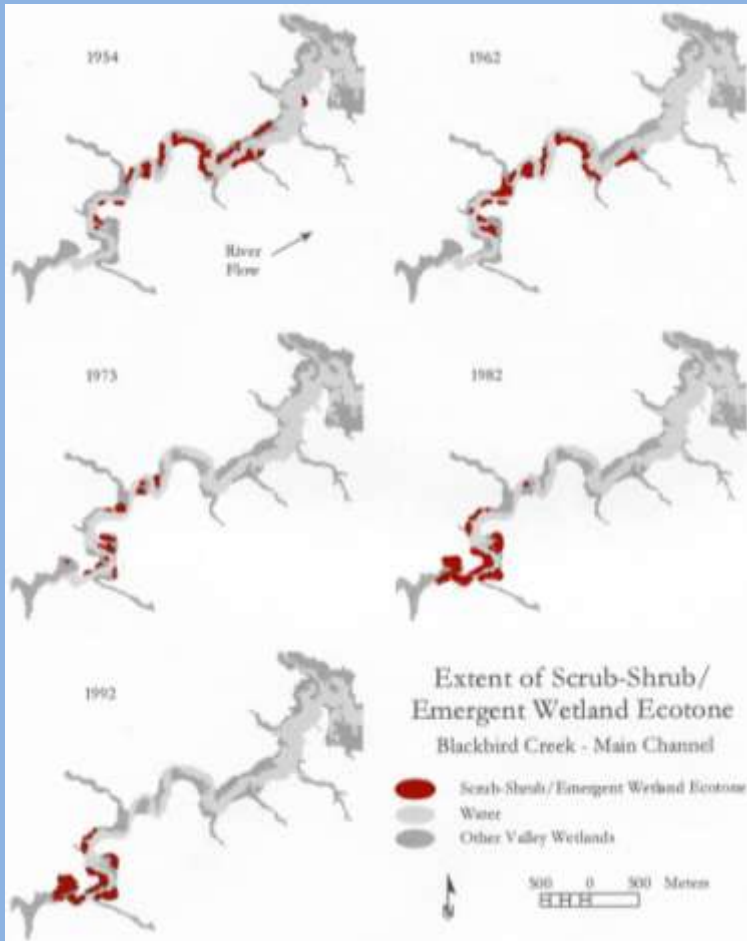 1954
1962
River
Flow
1973
1982
1992
Extent of Scrub-Shrub/
Emergent Wetland Ecotone
Blackbird Creek - Main Channel
Scrub-Shrub/Emergent Wetland Ecotone
Water
Other Valley Wetlands
500 0 500 Meters
N